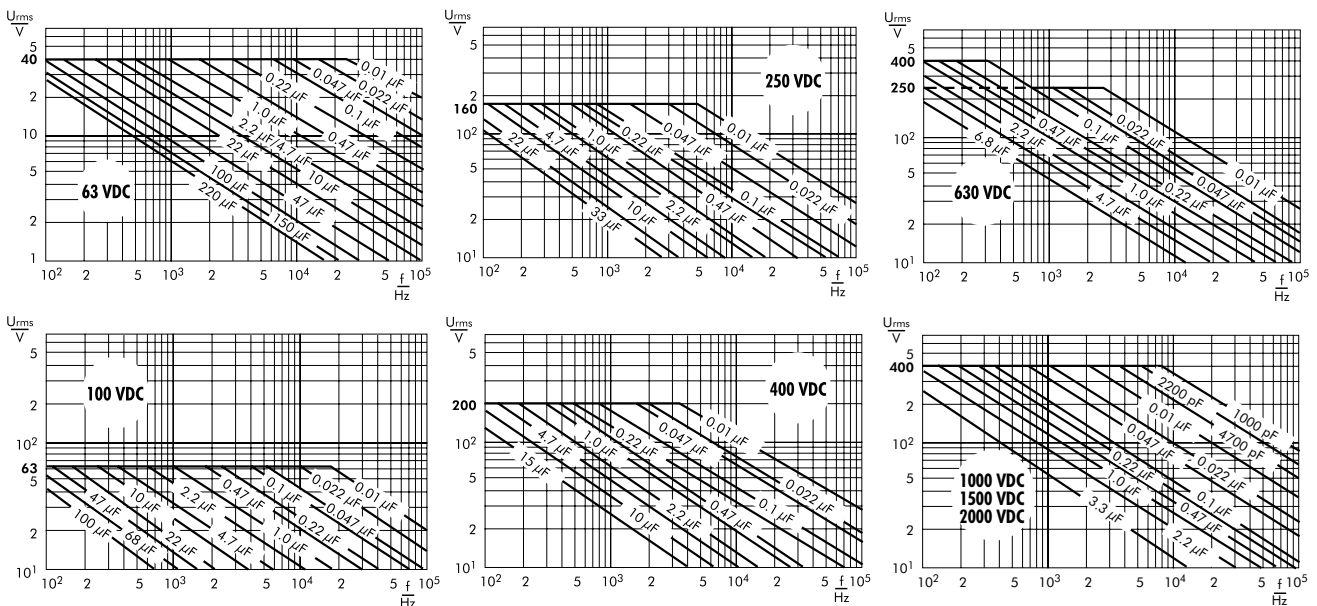 Urms
V
5
40
2
10
5
2
1
0.01 µF
0.047 µF
0.022 µF
0.22 µF
0.1 µF
1.0 µF
0.47 µF
2.2 µF/4.7 µF
22 µF
10 µF
100 µF
220 µF
47 µF
150 µF
63 VDC
10² 2 5 10³ 2 5 10⁴ 2 5 10⁵
f
Hz
Urms
V
5
2
160
10²
5
2
10¹
250 VDC
22 µF
4.7 µF
1.0 µF
0.22 µF
0.047 µF
0.01 µF
33 µF
10 µF
2.2 µF
0.47 µF
0.1 µF
0.022 µF
10² 2 5 10³ 2 5 10⁴ 2 5 10⁵
f
Hz
Urms
V
5
400
250
10²
5
2
10¹
6.8 µF
2.2 µF
0.47 µF
0.1 µF
0.022 µF
0.01 µF
4.7 µF
1.0 µF
0.22 µF
0.047 µF
630 VDC
10² 2 5 10³ 2 5 10⁴ 2 5 10⁵
f
Hz
Urms
V
5
2
10²
63
5
2
10¹
100 VDC
100 µF
47 µF
10 µF
2.2 µF
0.47 µF
0.1 µF
0.022 µF
0.01 µF
68 µF
22 µF
4.7 µF
1.0 µF
0.22 µF
0.047 µF
10² 2 5 10³ 2 5 10⁴ 2 5 10⁵
f
Hz
Urms
V
5
200
10²
5
2
10¹
400 VDC
15 µF
4.7 µF
1.0 µF
0.22 µF
0.047 µF
0.01 µF
10 µF
2.2 µF
0.47 µF
0.1 µF
0.022 µF
10² 2 5 10³ 2 5 10⁴ 2 5 10⁵
f
Hz
Urms
V
5
400
2
10²
5
2
10¹
2200 pF
1000 pF
0.01 µF
4700 pF
0.047 µF
0.022 µF
0.22 µF
1.0 µF
0.1 µF
0.47 µF
3.3 µF
2.2 µF
1000 VDC
1500 VDC
2000 VDC
10² 2 5 10³ 2 5 10⁴ 2 5 10⁵
f
Hz